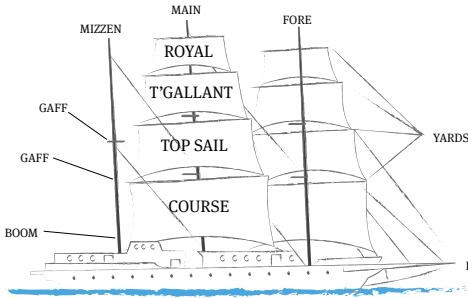 MAIN
FORE
MIZZEN
ROYAL
T'GALLANT
GAFF
YARDS
TOP SAIL
GAFF
COURSE
BOOM